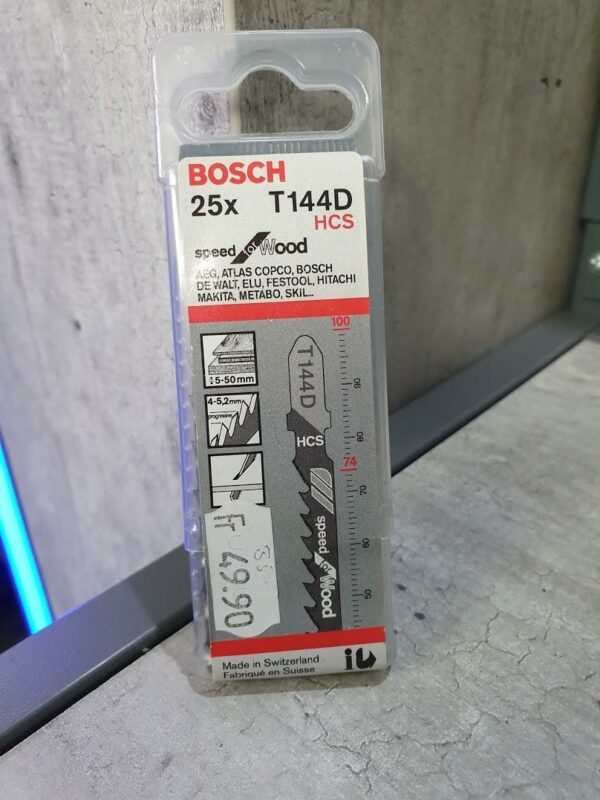 BOSCH
25x T144D
HCS
speed for Wood
AEG, ATLAS COPCO, BOSCH
DE WALT, ELU, FESTOOL, HITACHI
MAKITA, METABO, SKiL...
100
T144D
90
5-50mm
4-5,2mm
progressive
HCS
80
74
70
speed for Wood
60
Fr 49.90
50
Made in Switzerland
Fabriqué en Suisse